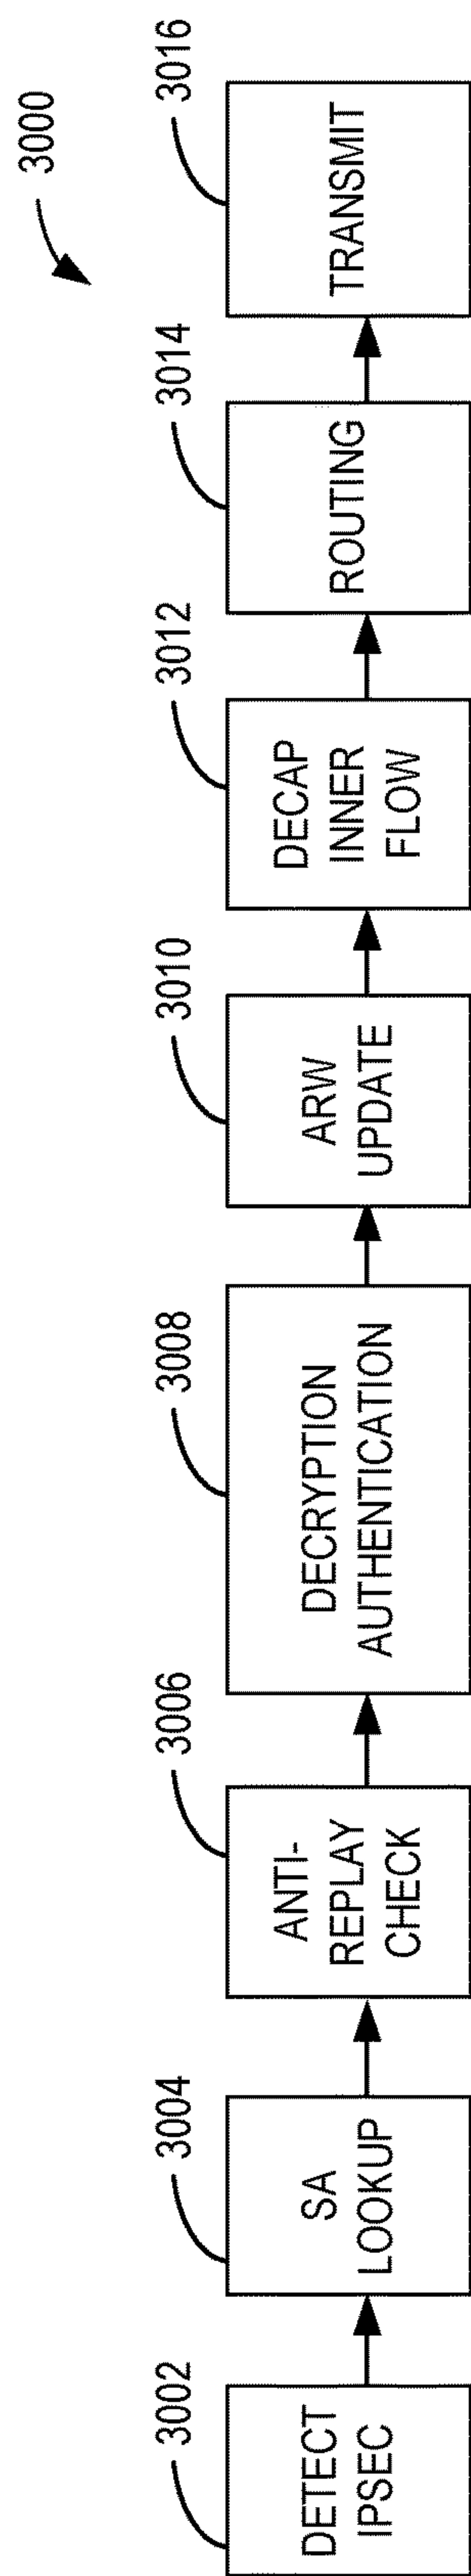 3000
3002
DETECT
IPSEC
3004
SA
LOOKUP
3006
ANTI-
REPLAY
CHECK
3008
DECRYPTION
AUTHENTICATION
3010
ARW
UPDATE
3012
DECAP
INNER
FLOW
3014
ROUTING
3016
TRANSMIT